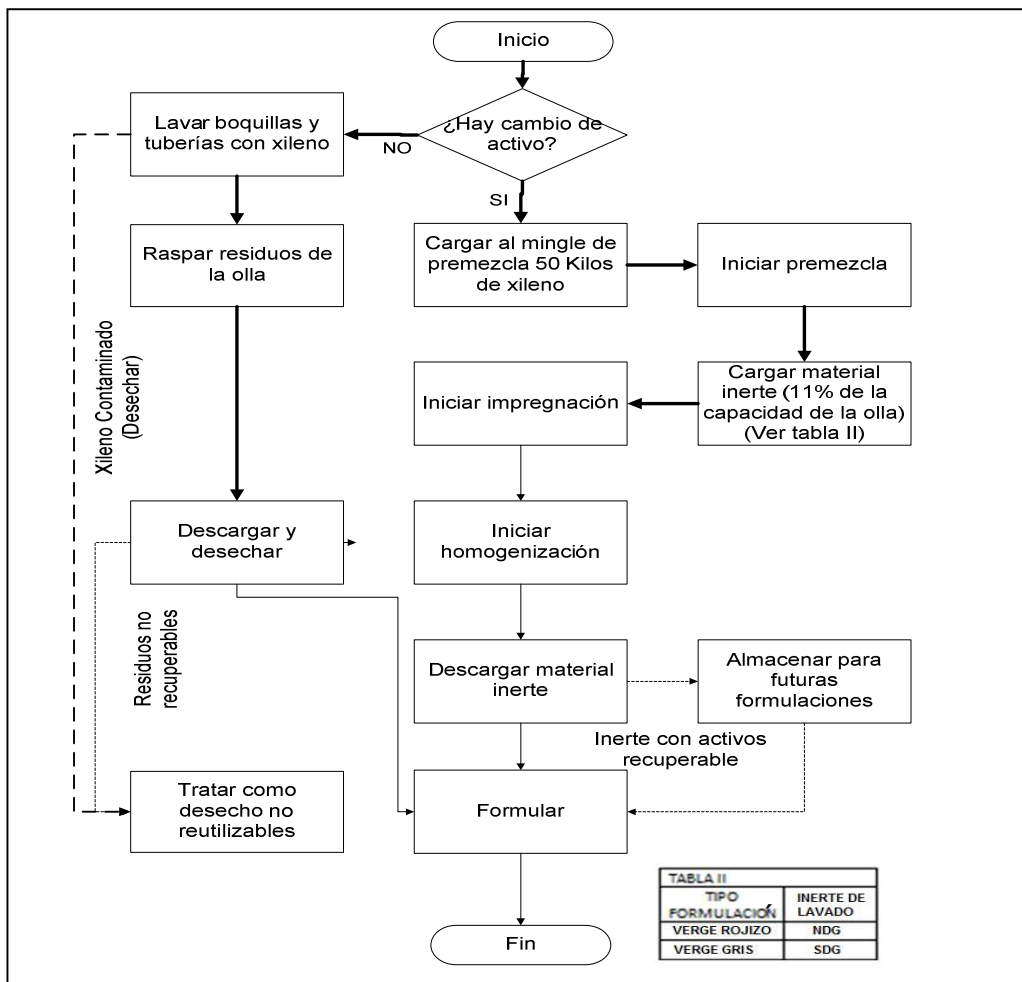 Inicio
¿Hay cambio de
activo?
NO
SI
Lavar boquillas y
tuberías con xileno
Raspar residuos de
la olla
Cargar al mingle de
premezcla 50 Kilos
de xileno
Iniciar premezcla
Cargar material
inerte (11% de la
capacidad de la olla)
(Ver tabla II)
Iniciar impregnación
Xileno Contaminado
(Desechar)
Descargar y
desechar
Iniciar
homogenización
Residuos no
recuperables
Descargar material
inerte
Almacenar para
futuras
formulaciones
Inerte con activos
recuperable
Tratar como
desecho no
reutilizables
Formular
Fin
TABLA II
TIPO
FORMULACIÓN
INERTE DE
LAVADO
VERGE ROJIZO NDG
VERGE GRIS SDG